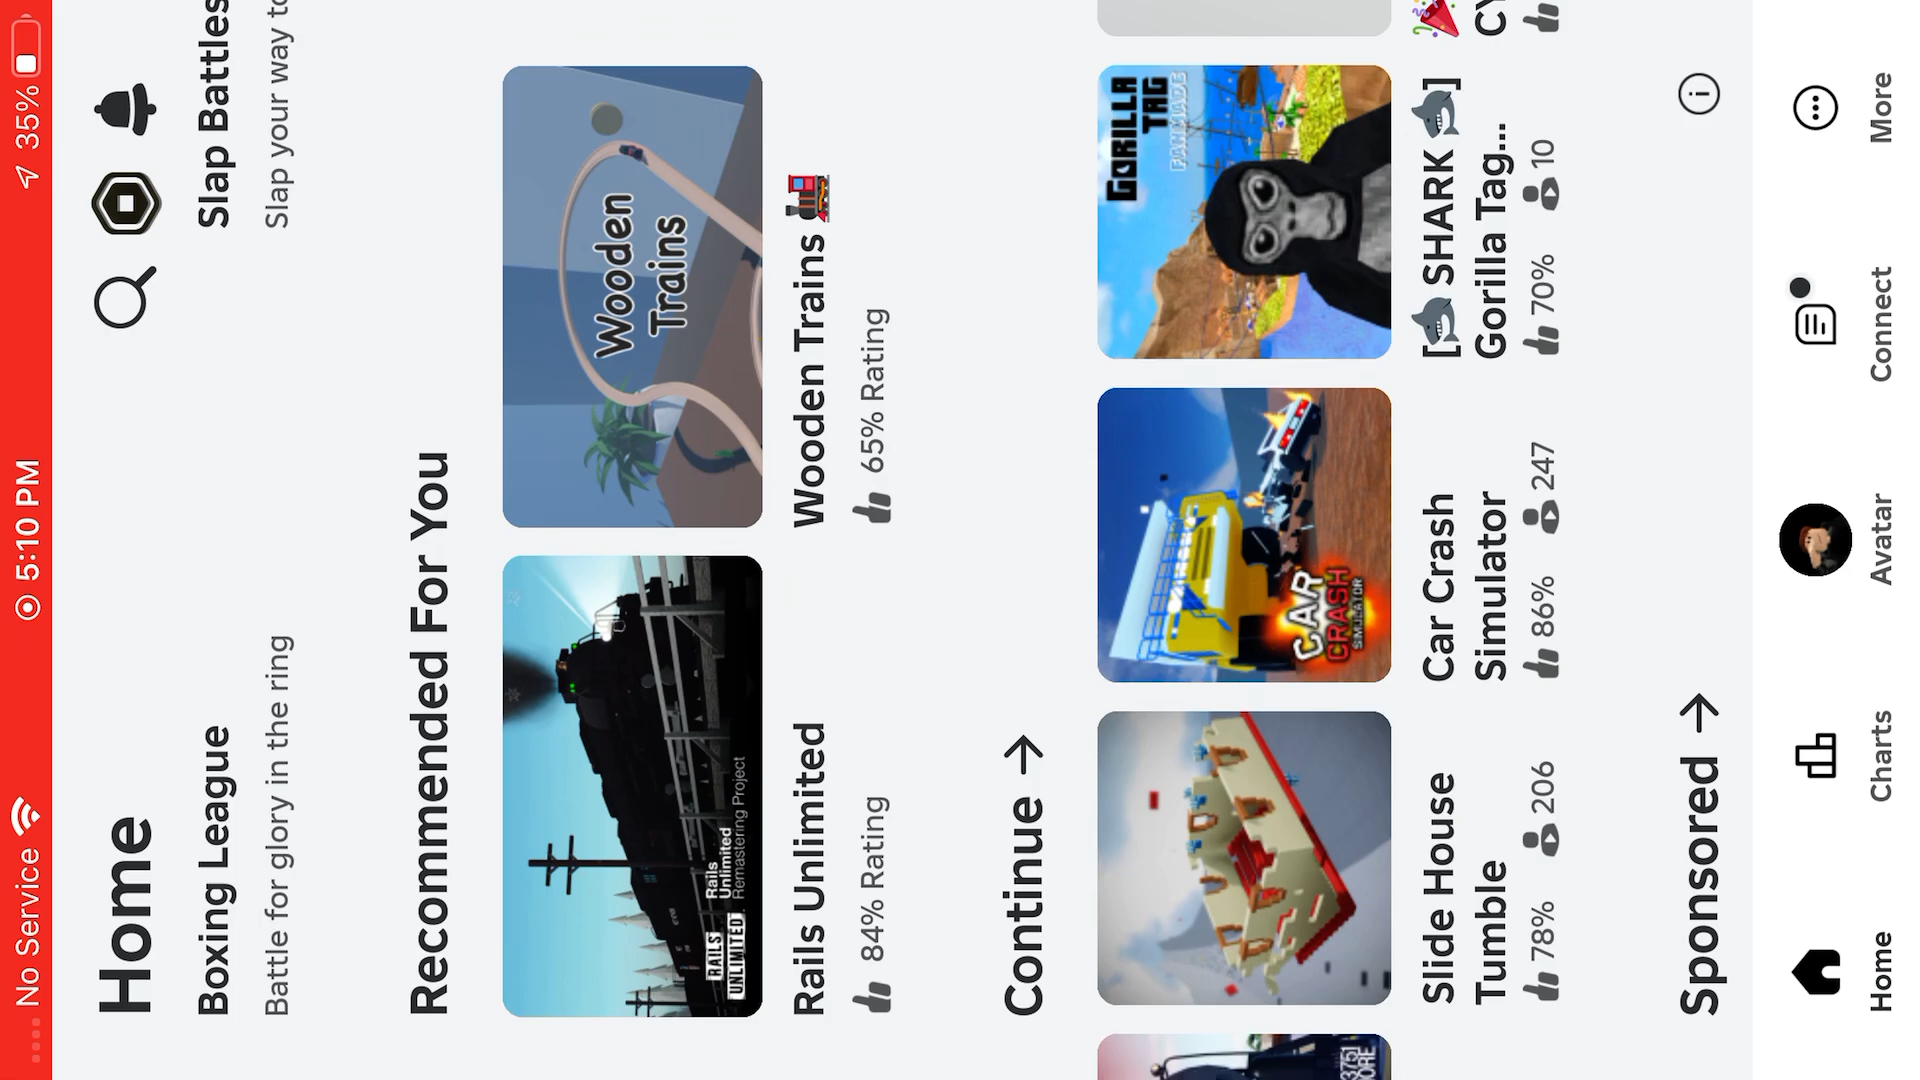 No Service 5:10 PM 35%
Home
Boxing League
Battle for glory in the ring
Slap Battles
Slap your way to
Recommended For You
RAILS
UNLIMITED
Rails
Unlimited
Remastering Project
Wooden
Trains
Rails Unlimited
84% Rating
Wooden Trains 🚂
65% Rating
Continue →
CAR
CRASH
SIMULATOR
GORILLA
TAG
FANMADE
Slide House
Tumble
78% 206
Car Crash
Simulator
86% 247
[🦈 SHARK 🦈]
Gorilla Tag...
70% 10
🎉
CY
Sponsored →
Home
Charts
Avatar
Connect
More